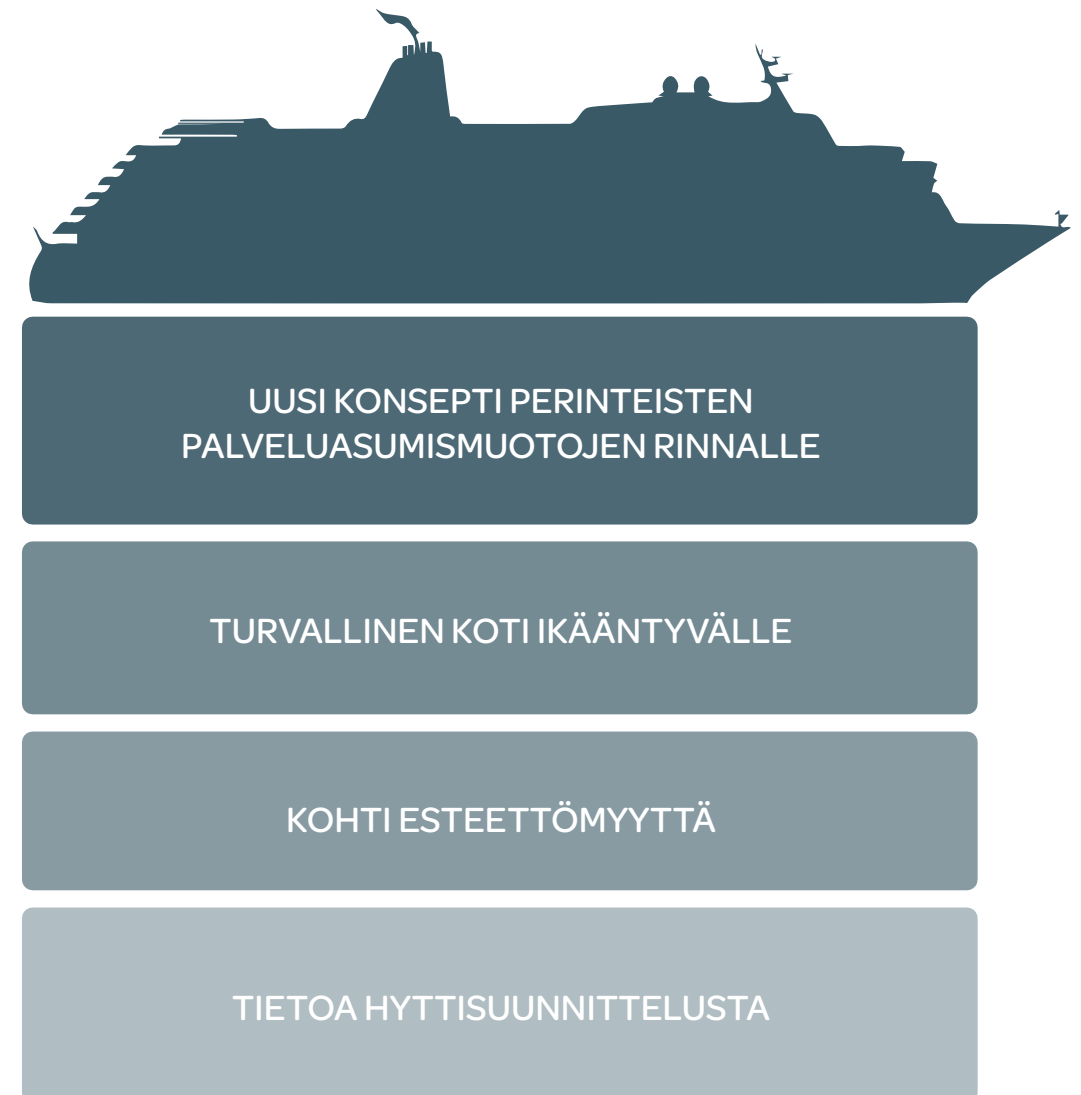 UUSI KONSEPTI PERINTEISTEN
PALVELUASUMISMUOTOJEN RINNALLE
TURVALLINEN KOTI IKÄÄNTYVÄLLE
KOHTI ESTEETTÖMYYTTÄ
TIETOA HYTTISUUNNITTELUSTA